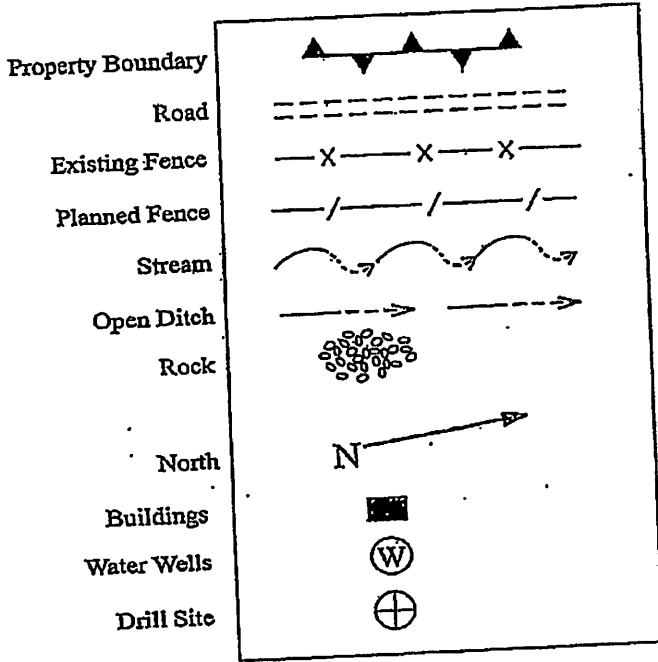 Property Boundary
Road
Existing Fence X X X
Planned Fence
Stream
Open Ditch
Rock
North N
Buildings
Water Wells W
Drill Site